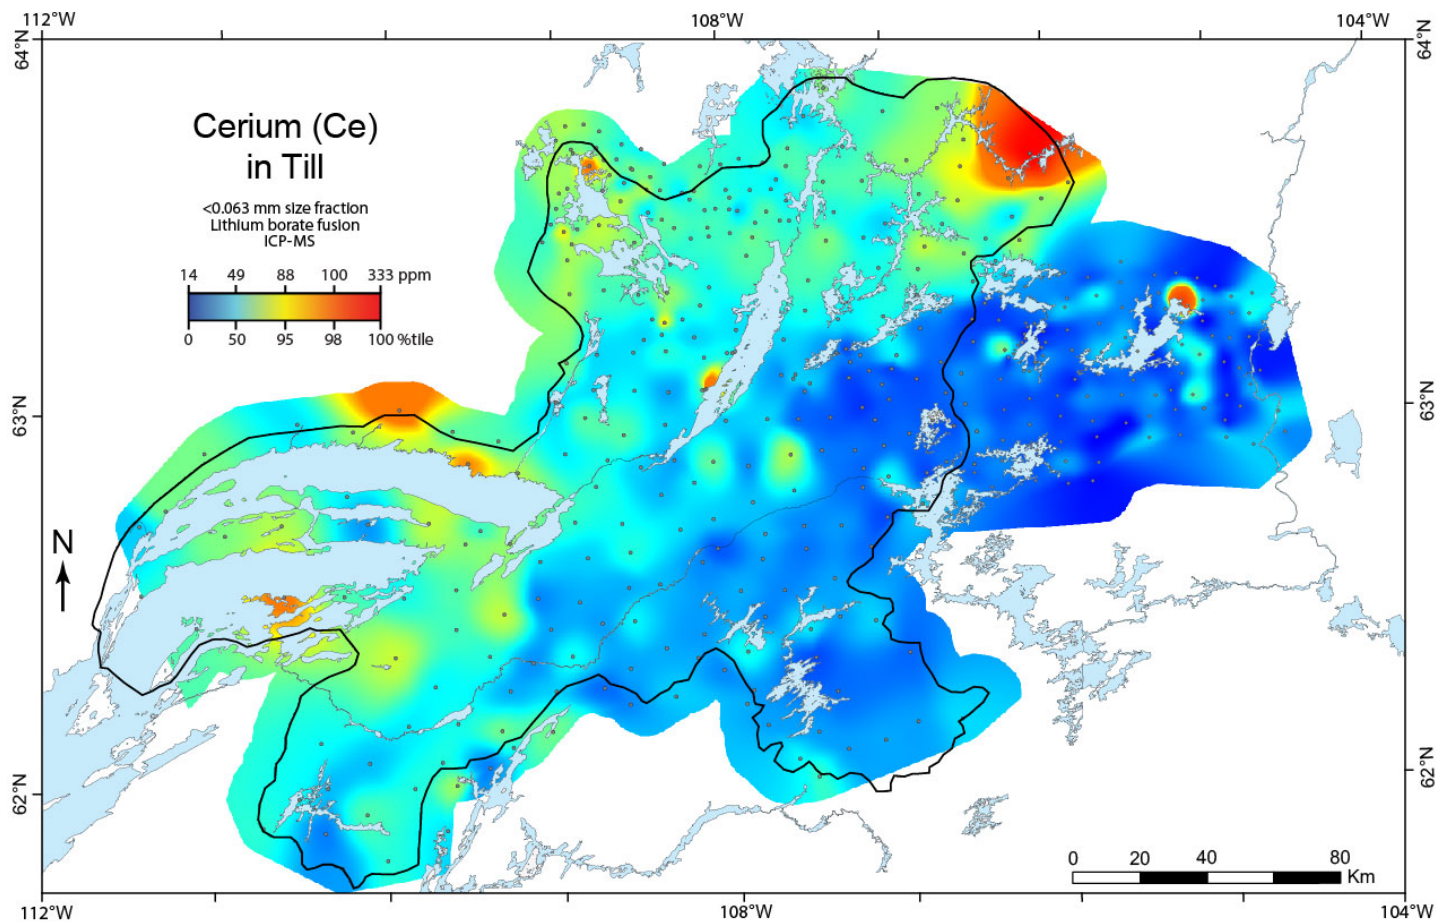 112°W
108°W
104°W
64°N
64°N
Cerium (Ce)
in Till
<0.063 mm size fraction
Lithium borate fusion
ICP-MS
14 49 88 100 333 ppm
0 50 95 98 100 %tile
63°N
63°N
N
62°N
62°N
0 20 40 80
Km
112°W
108°W
104°W